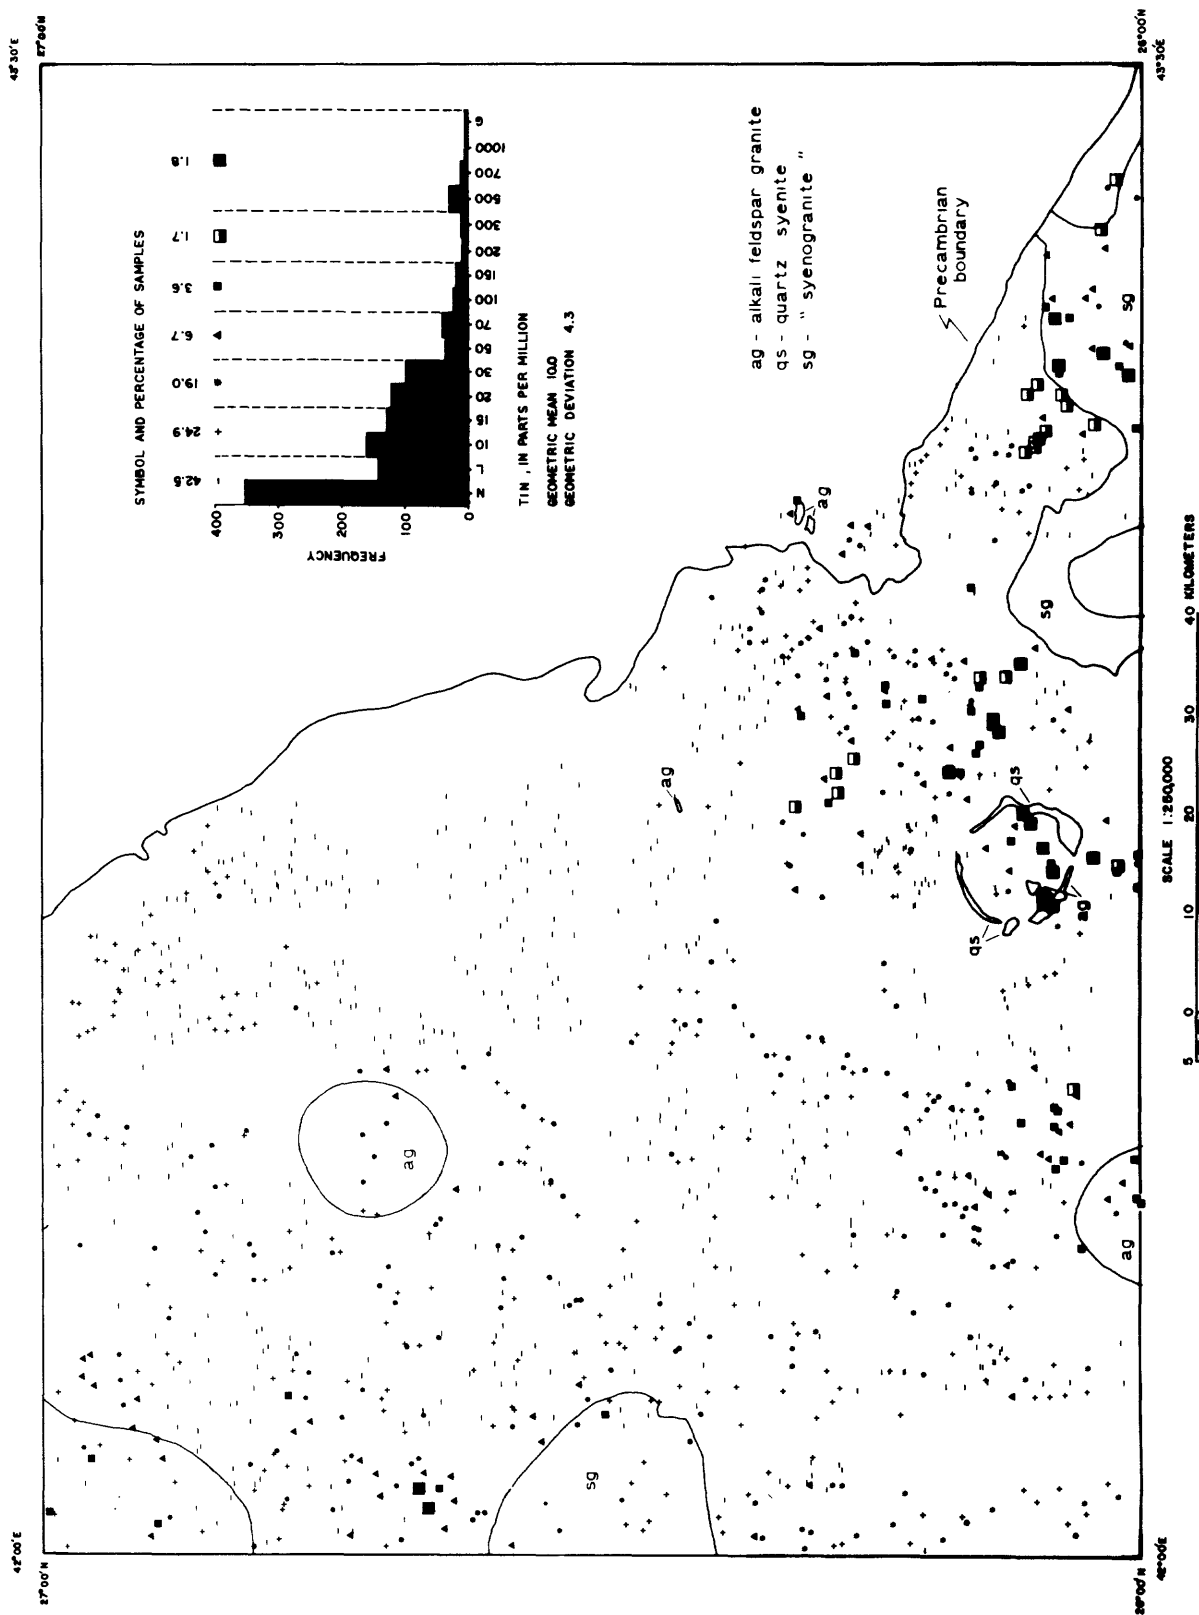 42°00'E
43°30'E
27°00'N
27°00'N
SYMBOL AND PERCENTAGE OF SAMPLES
42.5
24.9
19.0
6.7
3.6
1.7
1.8
400
300
200
100
0
FREQUENCY
N
L
10
15
20
30
50
70
100
150
200
300
500
700
1000
G
TIN, IN PARTS PER MILLION
GEOMETRIC MEAN 10.0
GEOMETRIC DEVIATION 4.3
ag - alkali feldspar granite
qs - quartz syenite
sg - " syenogranite "
Precambrian
boundary
ag
ag
ag
sg
qs
qs
ag
sg
sg
ag
26°00'N
26°00'N
42°00'E
43°30'E
SCALE 1:250,000
5
0
10
20
30
40 KILOMETERS